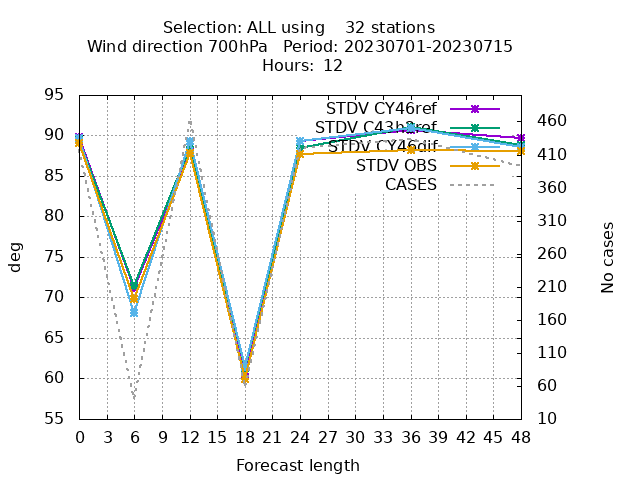 Selection: ALL using    32 stations
Wind direction 700hPa   Period: 20230701-20230715
Hours:  12
STDV CY46ref
STDV C43h2ref
STDV CY46dif
STDV OBS
CASES
95
90
85
80
75
70
65
60
55
460
410
360
310
260
210
160
110
60
10
deg
No cases
0 3 6 9 12 15 18 21 24 27 30 33 36 39 42 45 48
Forecast length